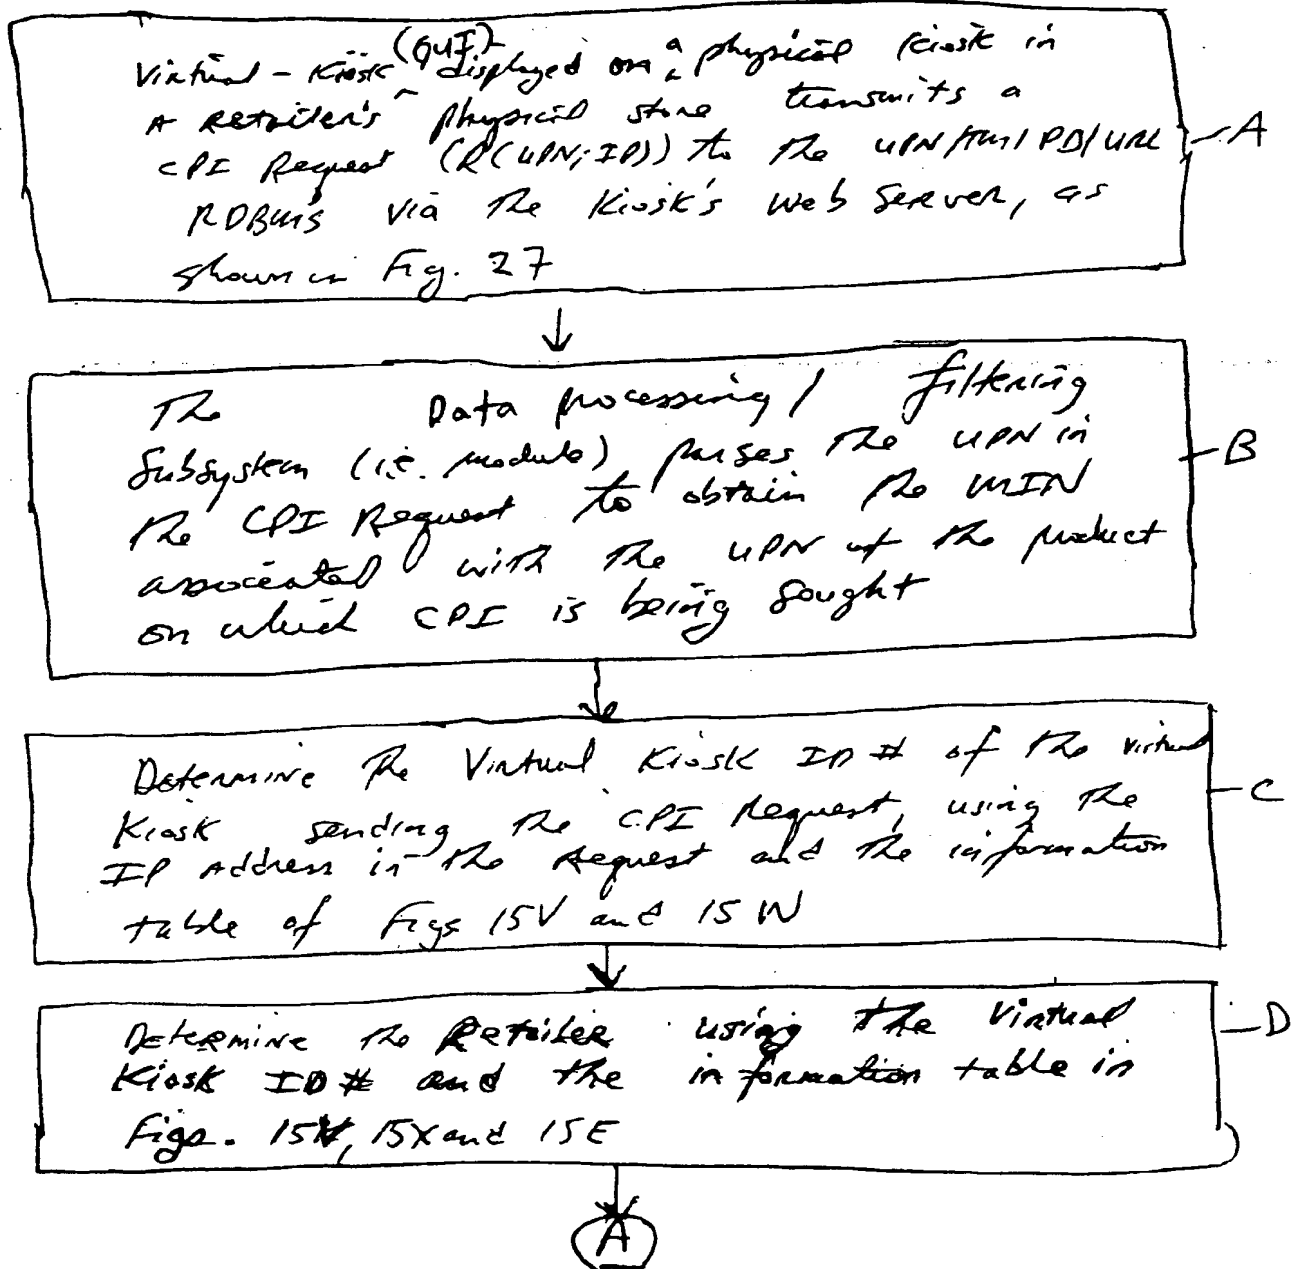 (GUI)
Virtual-Kiosk displayed on a physical Kiosk in
A Retailer's physical store transmits a
CPI Request (R(UPN; IP)) to the UPN/TM/PD/URL
RDBMS via the Kiosk's Web Server, as
shown in Fig. 27
A
The Data processing / filtering
Subsystem (i.e. module) parses the UPN in
the CPI Request to obtain the MIN
associated with the UPN of the product
on which CPI is being sought
B
Determine the Virtual Kiosk ID # of the virtual
Kiosk sending the CPI Request, using the
IP Address in the Request and the information
table of Figs 15V and 15W
C
Determine the Retailer using the Virtual
Kiosk ID # and the information table in
Figs. , 15X and 15E
D
A